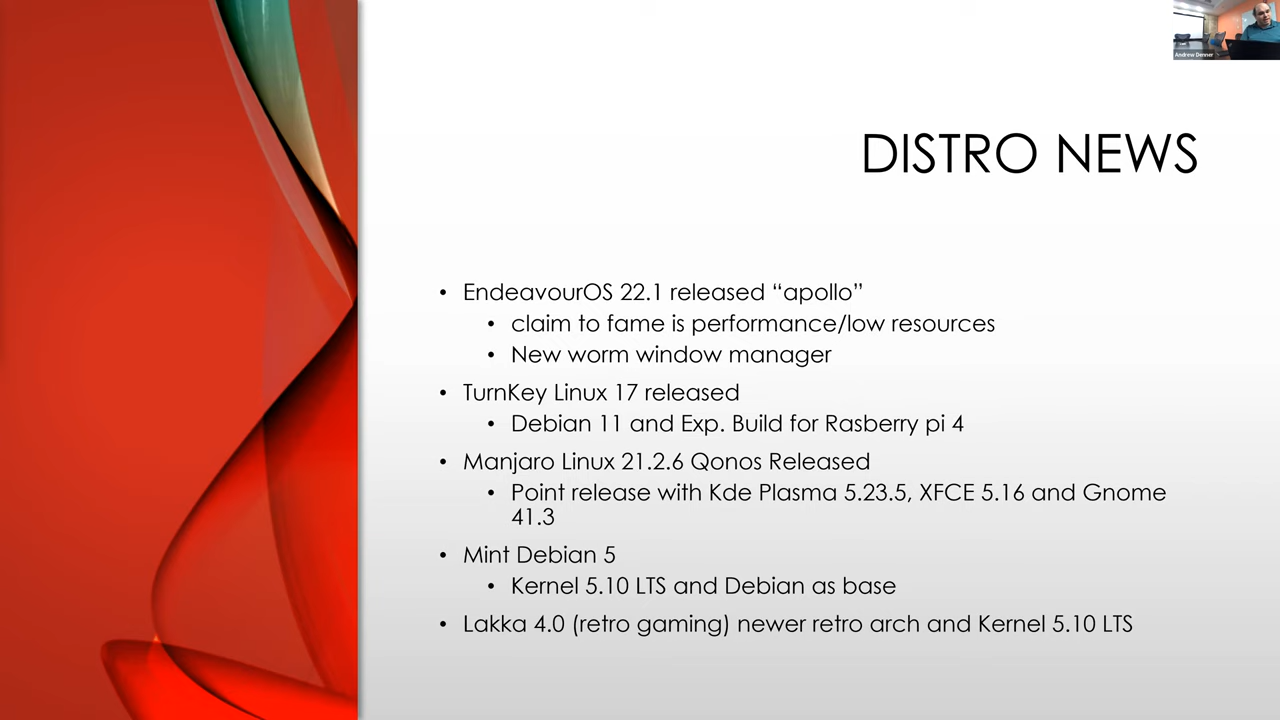 Andrew Denner
DISTRO NEWS
• EndeavourOS 22.1 released “apollo”
• claim to fame is performance/low resources
• New worm window manager
• TurnKey Linux 17 released
• Debian 11 and Exp. Build for Rasberry pi 4
• Manjaro Linux 21.2.6 Qonos Released
• Point release with Kde Plasma 5.23.5, XFCE 5.16 and Gnome
41.3
• Mint Debian 5
• Kernel 5.10 LTS and Debian as base
• Lakka 4.0 (retro gaming) newer retro arch and Kernel 5.10 LTS